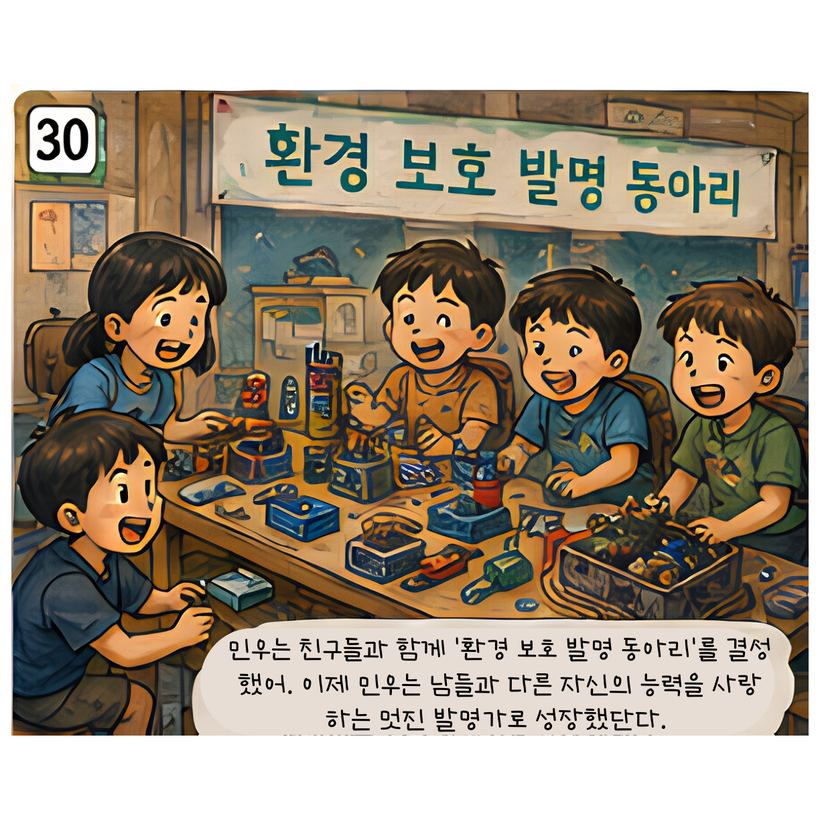 30
환경 보호 발명 동아리
민우는 친구들과 함께 '환경 보호 발명 동아리'를 결성
했어. 이제 민우는 남들과 다른 자신의 능력을 사랑
하는 멋진 발명가로 성장했단다.